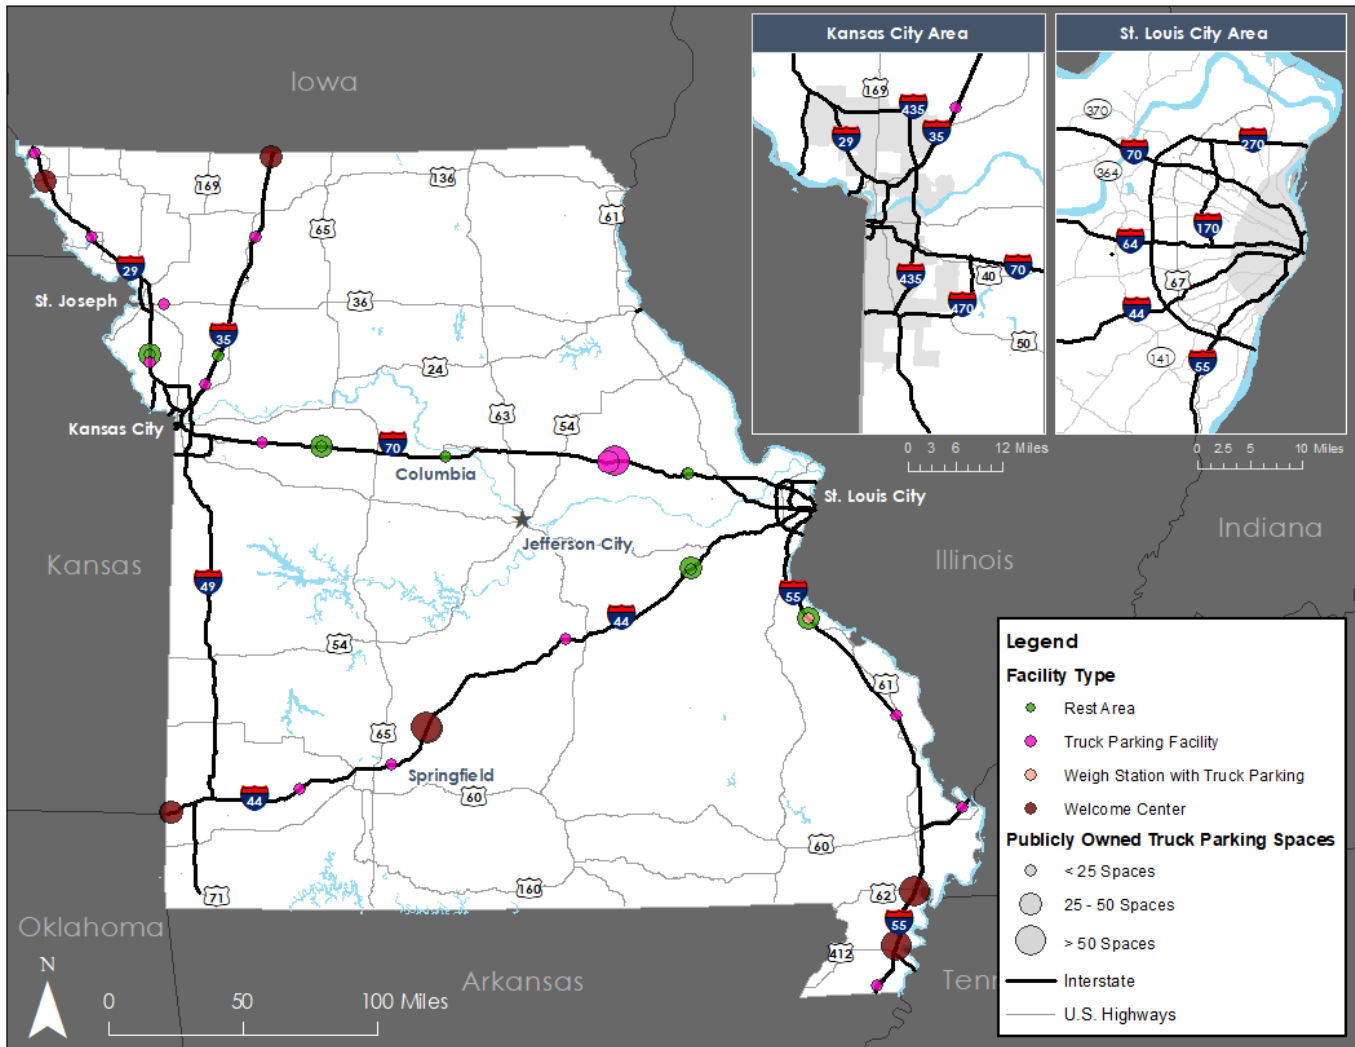 Kansas City Area
St. Louis City Area
Iowa
169
435
35
29
435
70
40
470
50
0 3 6 12 Miles
370
70
270
364
170
64
67
44
141
55
0 2.5 5 10 Miles
169
136
65
61
29
St. Joseph
36
35
24
63
54
Kansas City
70
Columbia
St. Louis City
Jefferson City
Kansas
Illinois
Indiana
49
55
44
54
61
65
Springfield
44
60
60
71
160
62
55
412
Oklahoma
Arkansas
Tenn
N
0 50 100 Miles
Legend
Facility Type
Rest Area
Truck Parking Facility
Weigh Station with Truck Parking
Welcome Center
Publicly Owned Truck Parking Spaces
< 25 Spaces
25 - 50 Spaces
> 50 Spaces
Interstate
U.S. Highways